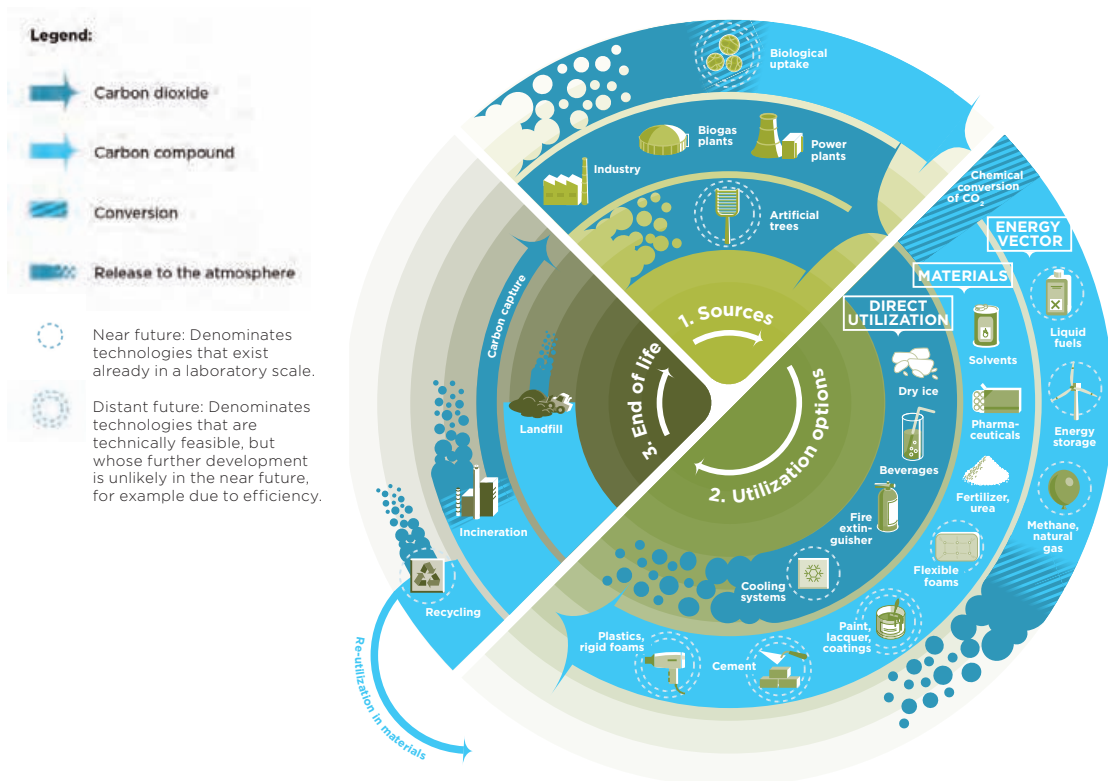 Legend:
Carbon dioxide
Carbon compound
Conversion
Release to the atmosphere
Near future: Denominates
technologies that exist
already in a laboratory scale.
Distant future: Denominates
technologies that are
technically feasible, but
whose further development
is unlikely in the near future,
for example due to efficiency.
Biological
uptake
Biogas
plants
Power
plants
Industry
Artificial
trees
1. Sources
Chemical
conversion
of CO₂
ENERGY
VECTOR
MATERIALS
DIRECT
UTILIZATION
Liquid
fuels
Solvents
Dry ice
Energy
storage
Pharma-
ceuticals
Beverages
Methane,
natural
gas
Fertilizer,
urea
Fire
extin-
guisher
Flexible
foams
Cooling
systems
Paint,
lacquer,
coatings
Cement
Plastics,
rigid foams
2. Utilization options
3. End of life
Carbon capture
Landfill
Incineration
Recycling
Re-utilization in materials